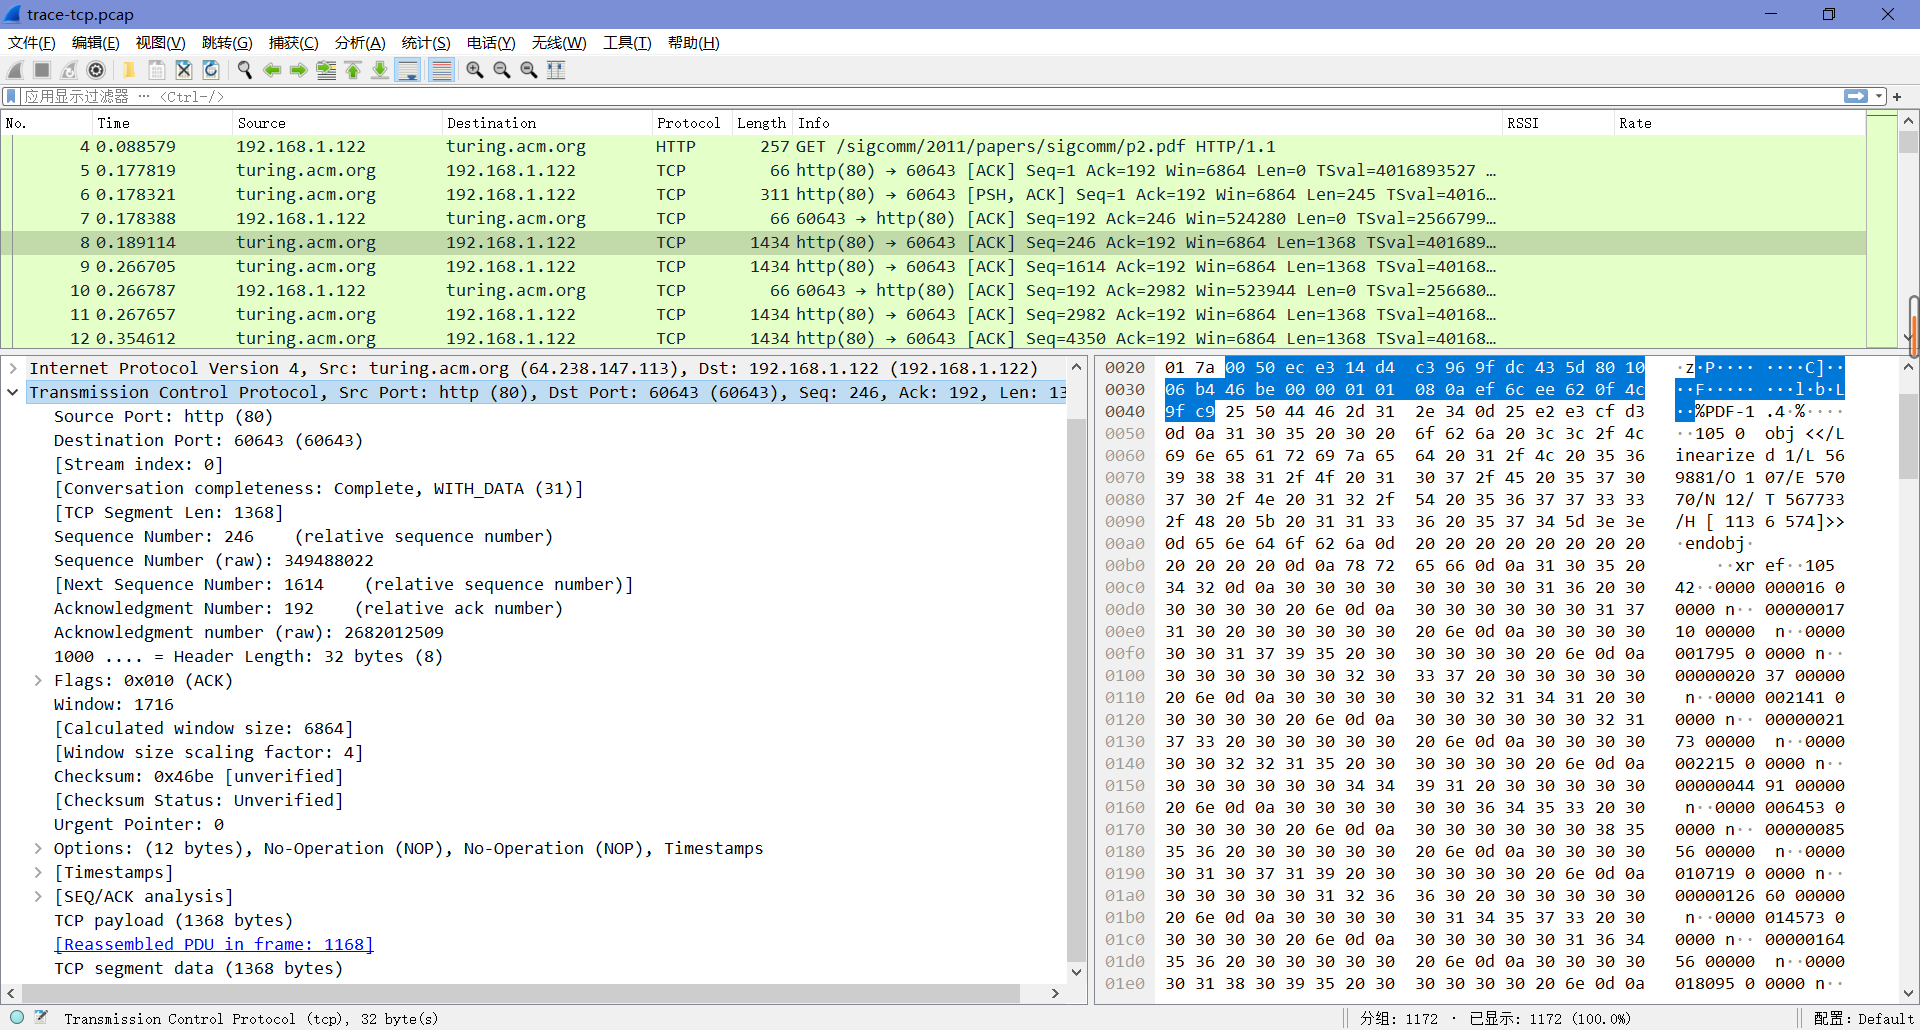 trace-tcp.pcap
文件(F) 编辑(E) 视图(V) 跳转(G) 捕获(C) 分析(A) 统计(S) 电话(Y) 无线(W) 工具(T) 帮助(H)
应用显示过滤器 … <Ctrl-/>
No. Time Source Destination Protocol Length Info RSSI Rate
4 0.088579 192.168.1.122 turing.acm.org HTTP 257 GET /sigcomm/2011/papers/sigcomm/p2.pdf HTTP/1.1
5 0.177819 turing.acm.org 192.168.1.122 TCP 66 http(80) → 60643 [ACK] Seq=1 Ack=192 Win=6864 Len=0 TSval=4016893527 …
6 0.178321 turing.acm.org 192.168.1.122 TCP 311 http(80) → 60643 [PSH, ACK] Seq=1 Ack=192 Win=6864 Len=245 TSval=4016…
7 0.178388 192.168.1.122 turing.acm.org TCP 66 60643 → http(80) [ACK] Seq=192 Ack=246 Win=524280 Len=0 TSval=2566799…
8 0.189114 turing.acm.org 192.168.1.122 TCP 1434 http(80) → 60643 [ACK] Seq=246 Ack=192 Win=6864 Len=1368 TSval=401689…
9 0.266705 turing.acm.org 192.168.1.122 TCP 1434 http(80) → 60643 [ACK] Seq=1614 Ack=192 Win=6864 Len=1368 TSval=40168…
10 0.266787 192.168.1.122 turing.acm.org TCP 66 60643 → http(80) [ACK] Seq=192 Ack=2982 Win=523944 Len=0 TSval=256680…
11 0.267657 turing.acm.org 192.168.1.122 TCP 1434 http(80) → 60643 [ACK] Seq=2982 Ack=192 Win=6864 Len=1368 TSval=40168…
12 0.354612 turing.acm.org 192.168.1.122 TCP 1434 http(80) → 60643 [ACK] Seq=4350 Ack=192 Win=6864 Len=1368 TSval=40168…
Internet Protocol Version 4, Src: turing.acm.org (64.238.147.113), Dst: 192.168.1.122 (192.168.1.122)
Transmission Control Protocol, Src Port: http (80), Dst Port: 60643 (60643), Seq: 246, Ack: 192, Len: 13
Source Port: http (80)
Destination Port: 60643 (60643)
[Stream index: 0]
[Conversation completeness: Complete, WITH_DATA (31)]
[TCP Segment Len: 1368]
Sequence Number: 246    (relative sequence number)
Sequence Number (raw): 349488022
[Next Sequence Number: 1614    (relative sequence number)]
Acknowledgment Number: 192    (relative ack number)
Acknowledgment number (raw): 2682012509
1000 .... = Header Length: 32 bytes (8)
Flags: 0x010 (ACK)
Window: 1716
[Calculated window size: 6864]
[Window size scaling factor: 4]
Checksum: 0x46be [unverified]
[Checksum Status: Unverified]
Urgent Pointer: 0
Options: (12 bytes), No-Operation (NOP), No-Operation (NOP), Timestamps
[Timestamps]
[SEQ/ACK analysis]
TCP payload (1368 bytes)
[Reassembled PDU in frame: 1168]
TCP segment data (1368 bytes)
0020 01 7a 00 50 ec e3 14 d4 c3 96 9f dc 43 5d 80 10 ·z·P···· ····C]··
0030 06 b4 46 be 00 00 01 01 08 0a ef 6c ee 62 0f 4c ··F····· ···l·b·L
0040 9f c9 25 50 44 46 2d 31 2e 34 0d 25 e2 e3 cf d3 ··%PDF-1 .4·%····
0050 0d 0a 31 30 35 20 30 20 6f 62 6a 20 3c 3c 2f 4c ··105 0 obj <</L
0060 69 6e 65 61 72 69 7a 65 64 20 31 2f 4c 20 35 36 inearize d 1/L 56
0070 39 38 38 31 2f 4f 20 31 30 37 2f 45 20 35 37 30 9881/O 1 07/E 570
0080 37 30 2f 4e 20 31 32 2f 54 20 35 36 37 37 33 33 70/N 12/ T 567733
0090 2f 48 20 5b 20 31 31 33 36 20 35 37 34 5d 3e 3e /H [ 113 6 574]>>
00a0 0d 65 6e 64 6f 62 6a 0d 20 20 20 20 20 20 20 20 ·endobj·
00b0 20 20 20 20 0d 0a 78 72 65 66 0d 0a 31 30 35 20 ··xr ef··105
00c0 34 32 0d 0a 30 30 30 30 30 30 30 30 31 36 20 30 42··0000 000016 0
00d0 30 30 30 30 20 6e 0d 0a 30 30 30 30 30 30 31 37 0000 n·· 00000017
00e0 31 30 20 30 30 30 30 30 20 6e 0d 0a 30 30 30 30 10 00000 n··0000
00f0 30 30 31 37 39 35 20 30 30 30 30 30 20 6e 0d 0a 001795 0 0000 n··
0100 30 30 30 30 30 30 32 30 33 37 20 30 30 30 30 30 00000020 37 00000
0110 20 6e 0d 0a 30 30 30 30 30 30 32 31 34 31 20 30 n··0000 002141 0
0120 30 30 30 30 20 6e 0d 0a 30 30 30 30 30 30 32 31 0000 n·· 00000021
0130 37 33 20 30 30 30 30 30 20 6e 0d 0a 30 30 30 30 73 00000 n··0000
0140 30 30 32 32 31 35 20 30 30 30 30 30 20 6e 0d 0a 002215 0 0000 n··
0150 30 30 30 30 30 30 34 34 39 31 20 30 30 30 30 30 00000044 91 00000
0160 20 6e 0d 0a 30 30 30 30 30 30 36 34 35 33 20 30 n··0000 006453 0
0170 30 30 30 30 20 6e 0d 0a 30 30 30 30 30 30 38 35 0000 n·· 00000085
0180 35 36 20 30 30 30 30 30 20 6e 0d 0a 30 30 30 30 56 00000 n··0000
0190 30 31 30 37 31 39 20 30 30 30 30 30 20 6e 0d 0a 010719 0 0000 n··
01a0 30 30 30 30 30 31 32 36 36 30 20 30 30 30 30 30 00000126 60 00000
01b0 20 6e 0d 0a 30 30 30 30 30 31 34 35 37 33 20 30 n··0000 014573 0
01c0 30 30 30 30 20 6e 0d 0a 30 30 30 30 30 31 36 34 0000 n·· 00000164
01d0 35 36 20 30 30 30 30 30 20 6e 0d 0a 30 30 30 30 56 00000 n··0000
01e0 30 31 38 30 39 35 20 30 30 30 30 30 20 6e 0d 0a 018095 0 0000 n··
Transmission Control Protocol (tcp), 32 byte(s) 分组: 1172 · 已显示: 1172 (100.0%) 配置: Default